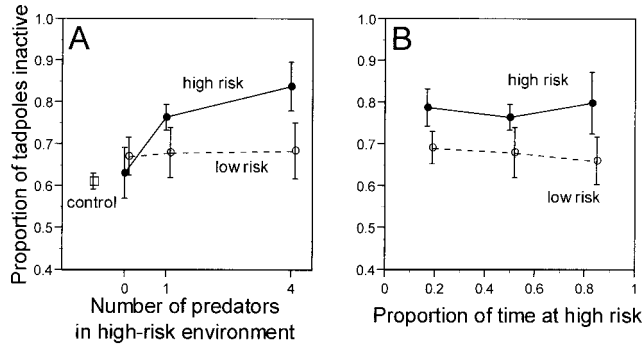 A
Proportion of tadpoles inactive
1.0
0.9
0.8
0.7
0.6
0.5
0.4
high risk
low risk
control
0
1
4
Number of predators
in high-risk environment
B
1.0
0.9
0.8
0.7
0.6
0.5
0.4
high risk
low risk
0
0.2
0.4
0.6
0.8
1
Proportion of time at high risk